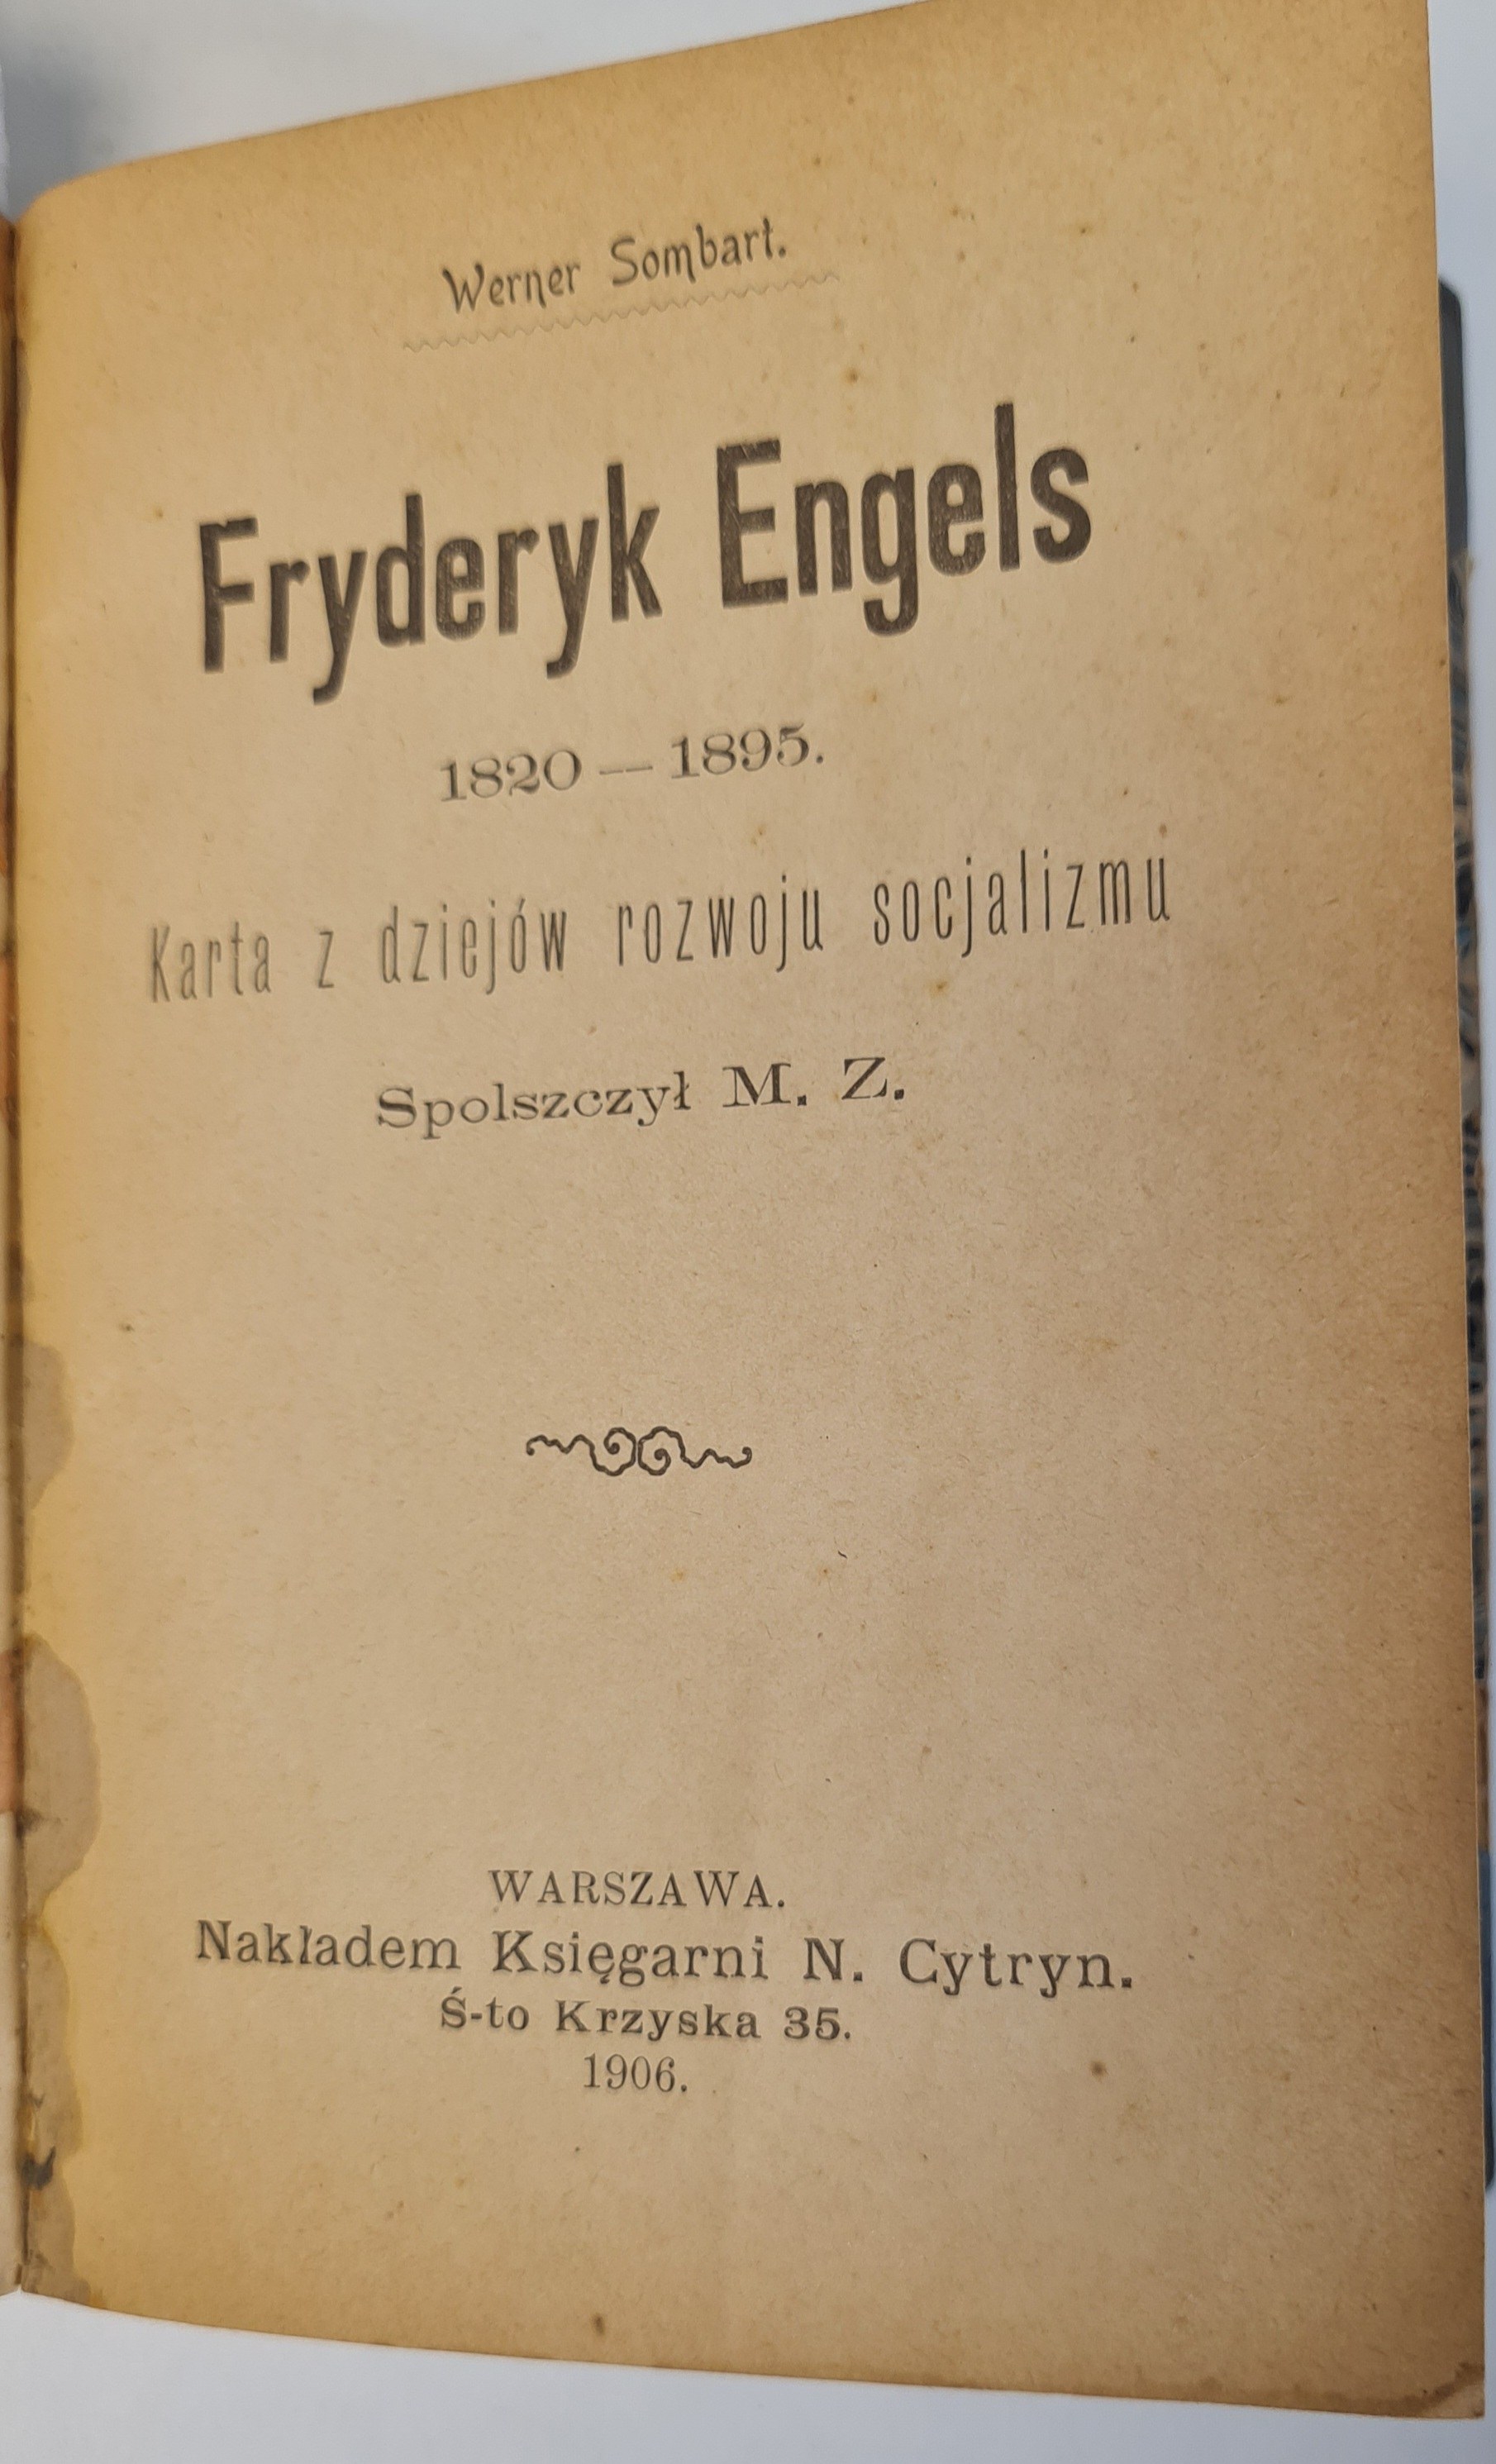 Werner Sombart.
Fryderyk Engels
1820 — 1895.
Karta z dziejów rozwoju socjalizmu
Spolszczył M. Z.
WARSZAWA.
Nakładem Księgarni N. Cytryn.
Ś-to Krzyska 35.
1906.